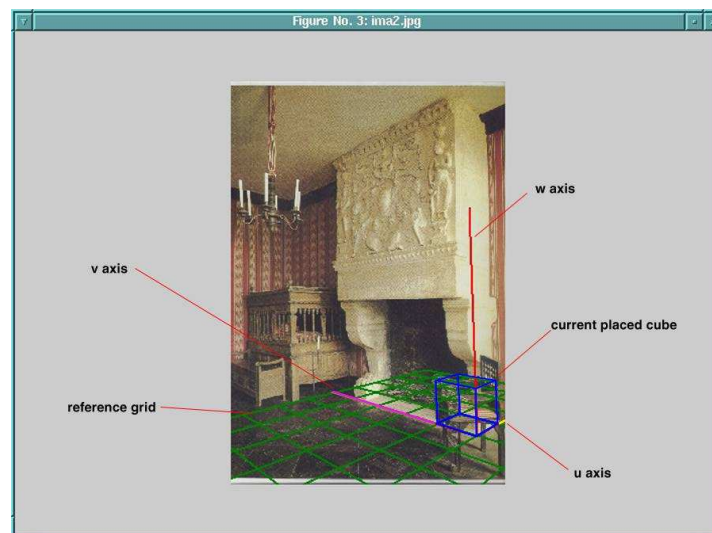 Figure No. 3: ima2.jpg
w axis
v axis
current placed cube
reference grid
u axis